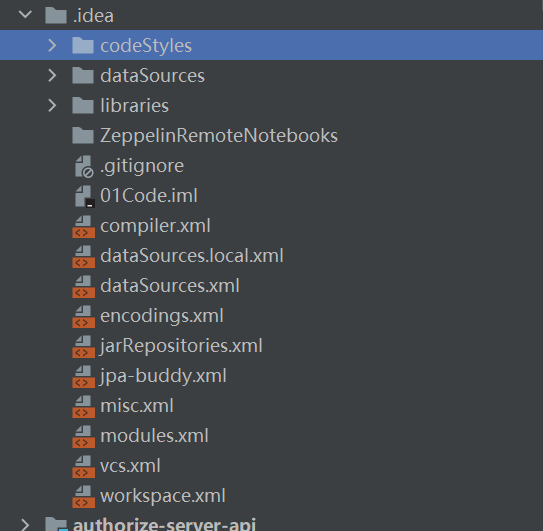 .idea
codeStyles
dataSources
libraries
ZeppelinRemoteNotebooks
.gitignore
01Code.iml
compiler.xml
dataSources.local.xml
dataSources.xml
encodings.xml
jarRepositories.xml
jpa-buddy.xml
misc.xml
modules.xml
vcs.xml
workspace.xml
authorize-server-api